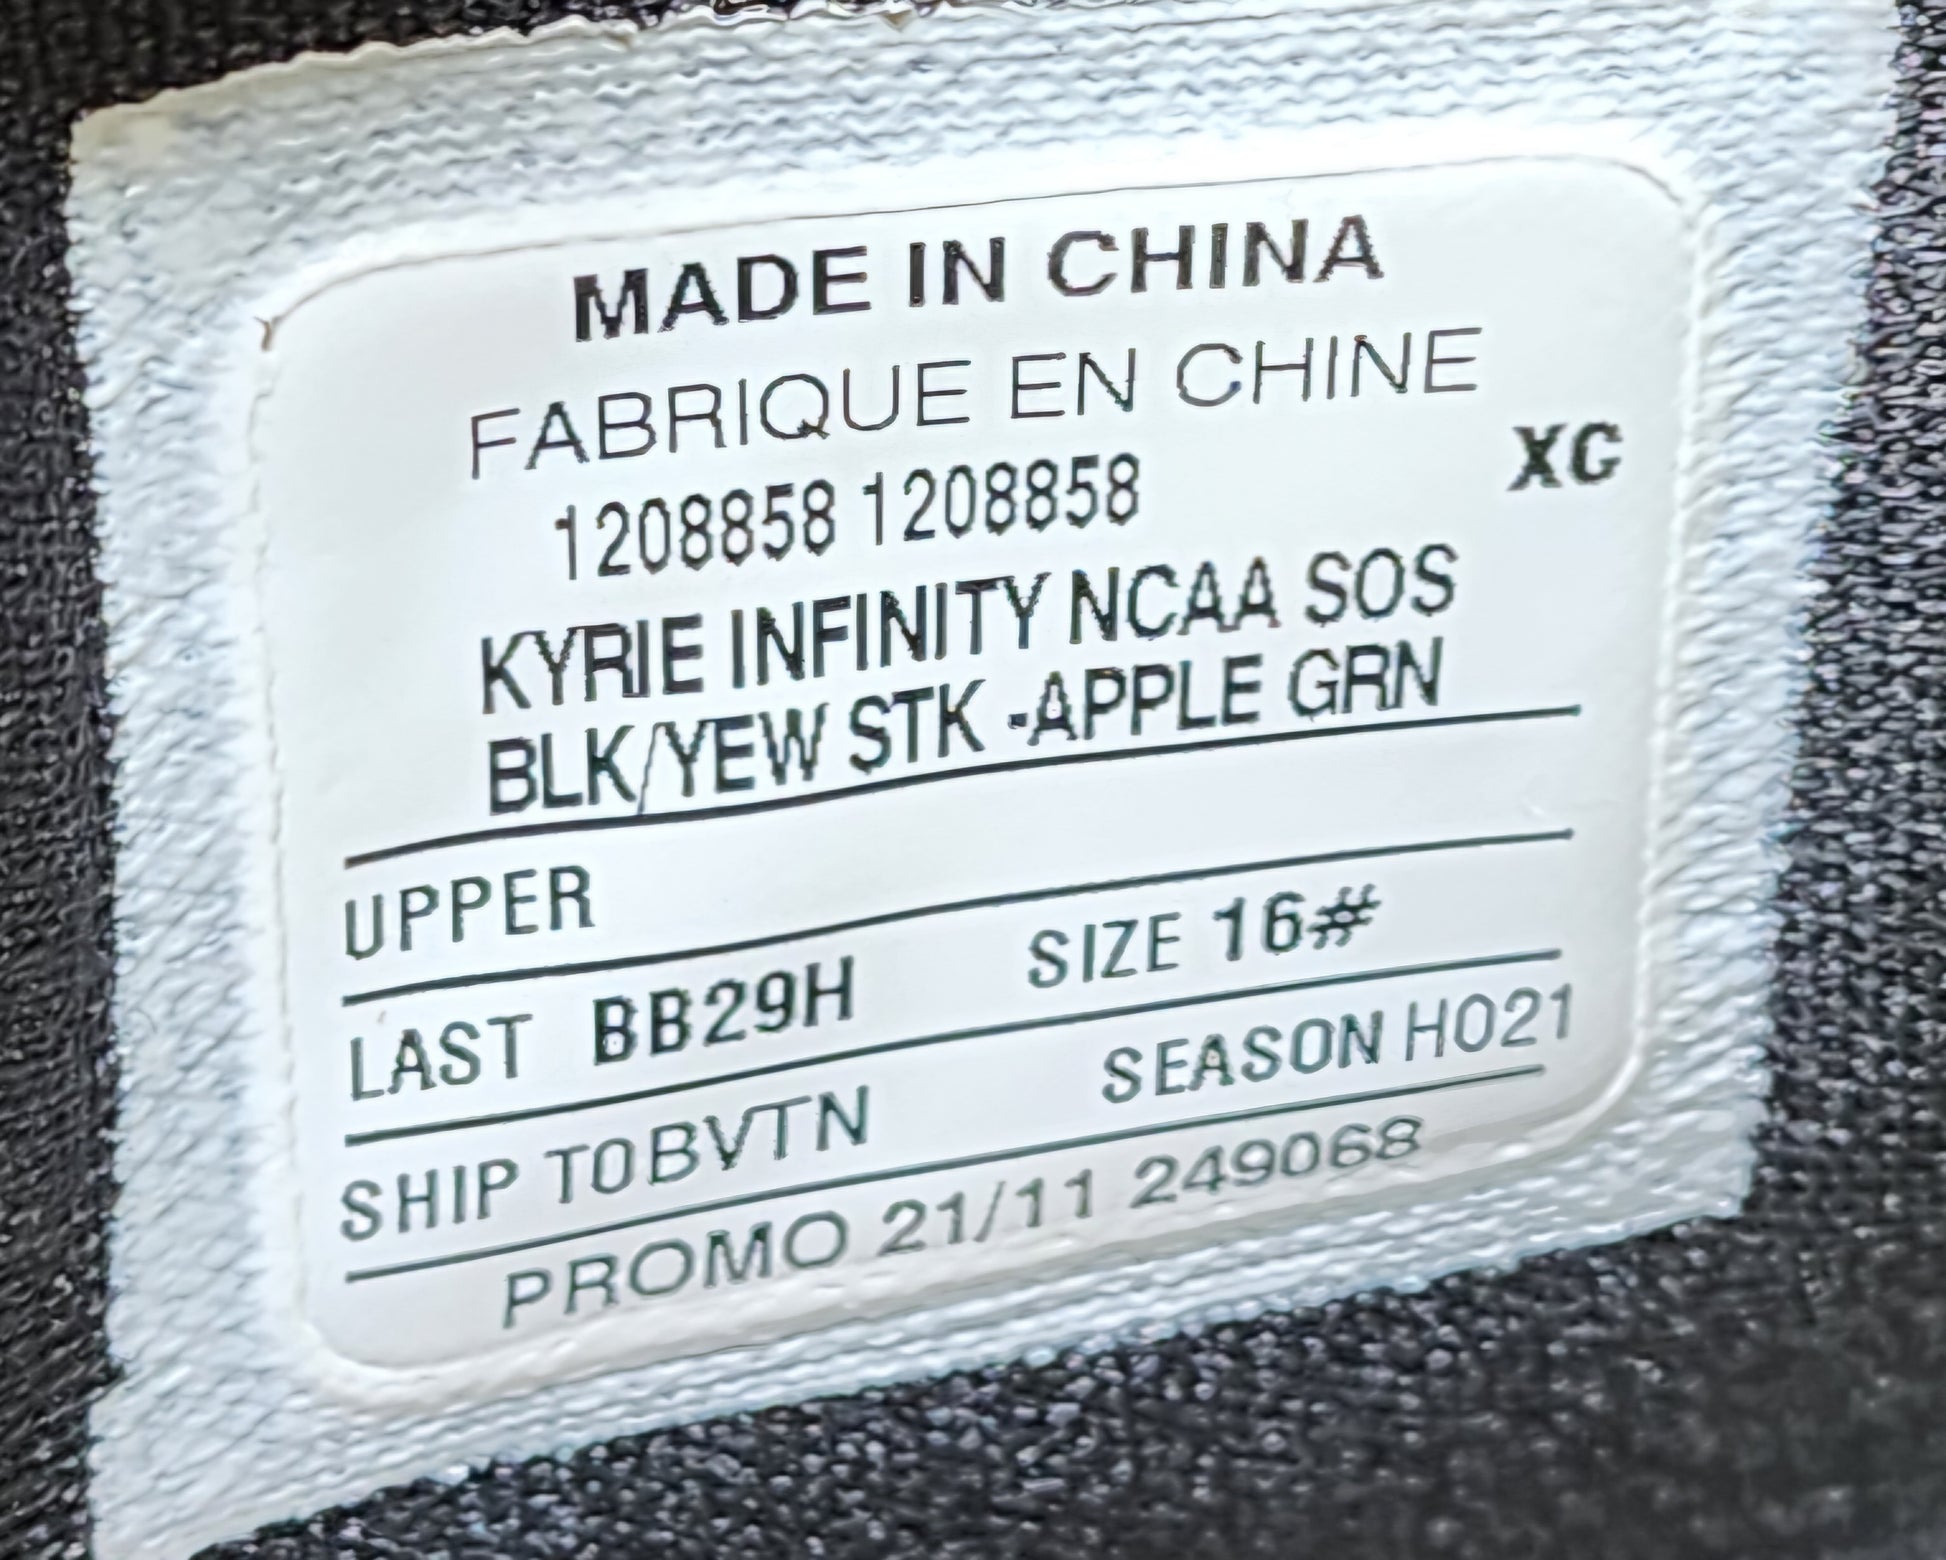 MADE IN CHINA
FABRIQUE EN CHINE
1208858 1208858 XG
KYRIE INFINITY NCAA SOS
BLK/YEW STK -APPLE GRN
UPPER
LAST BB29H SIZE 16#
SHIP TOBVTN SEASON HO21
PROMO 21/11 249068